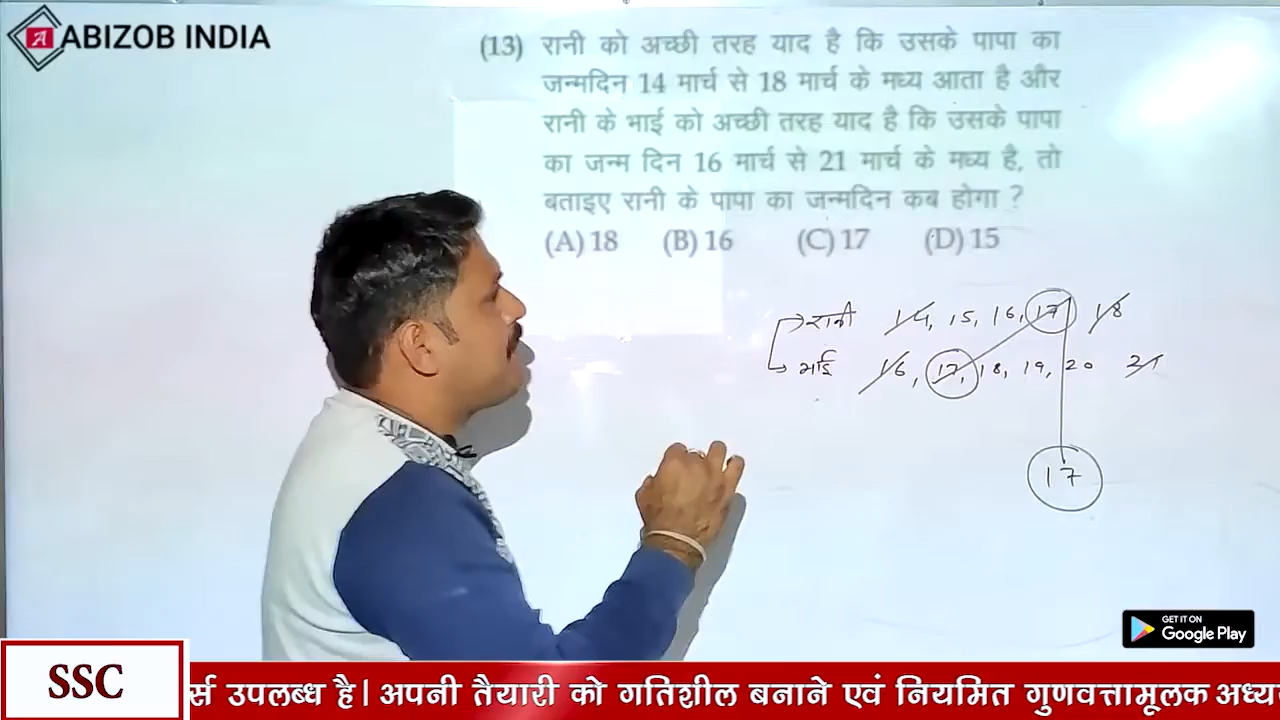 ABIZOB INDIA
(13) रानी को अच्छी तरह याद है कि उसके पापा का
जन्मदिन 14 मार्च से 18 मार्च के मध्य आता है और
रानी के भाई को अच्छी तरह याद है कि उसके पापा
का जन्म दिन 16 मार्च से 21 मार्च के मध्य है, तो
बताइए रानी के पापा का जन्मदिन कब होगा ?
(A) 18 (B) 16 (C) 17 (D) 15
रानी 14, 15, 16, 17 18
भाई 16, 17, 18, 19, 20 21
17
GET IT ON
Google Play
SSC
र्स उपलब्ध है। अपनी तैयारी को गतिशील बनाने एवं नियमित गुणवत्तामूलक अध्य